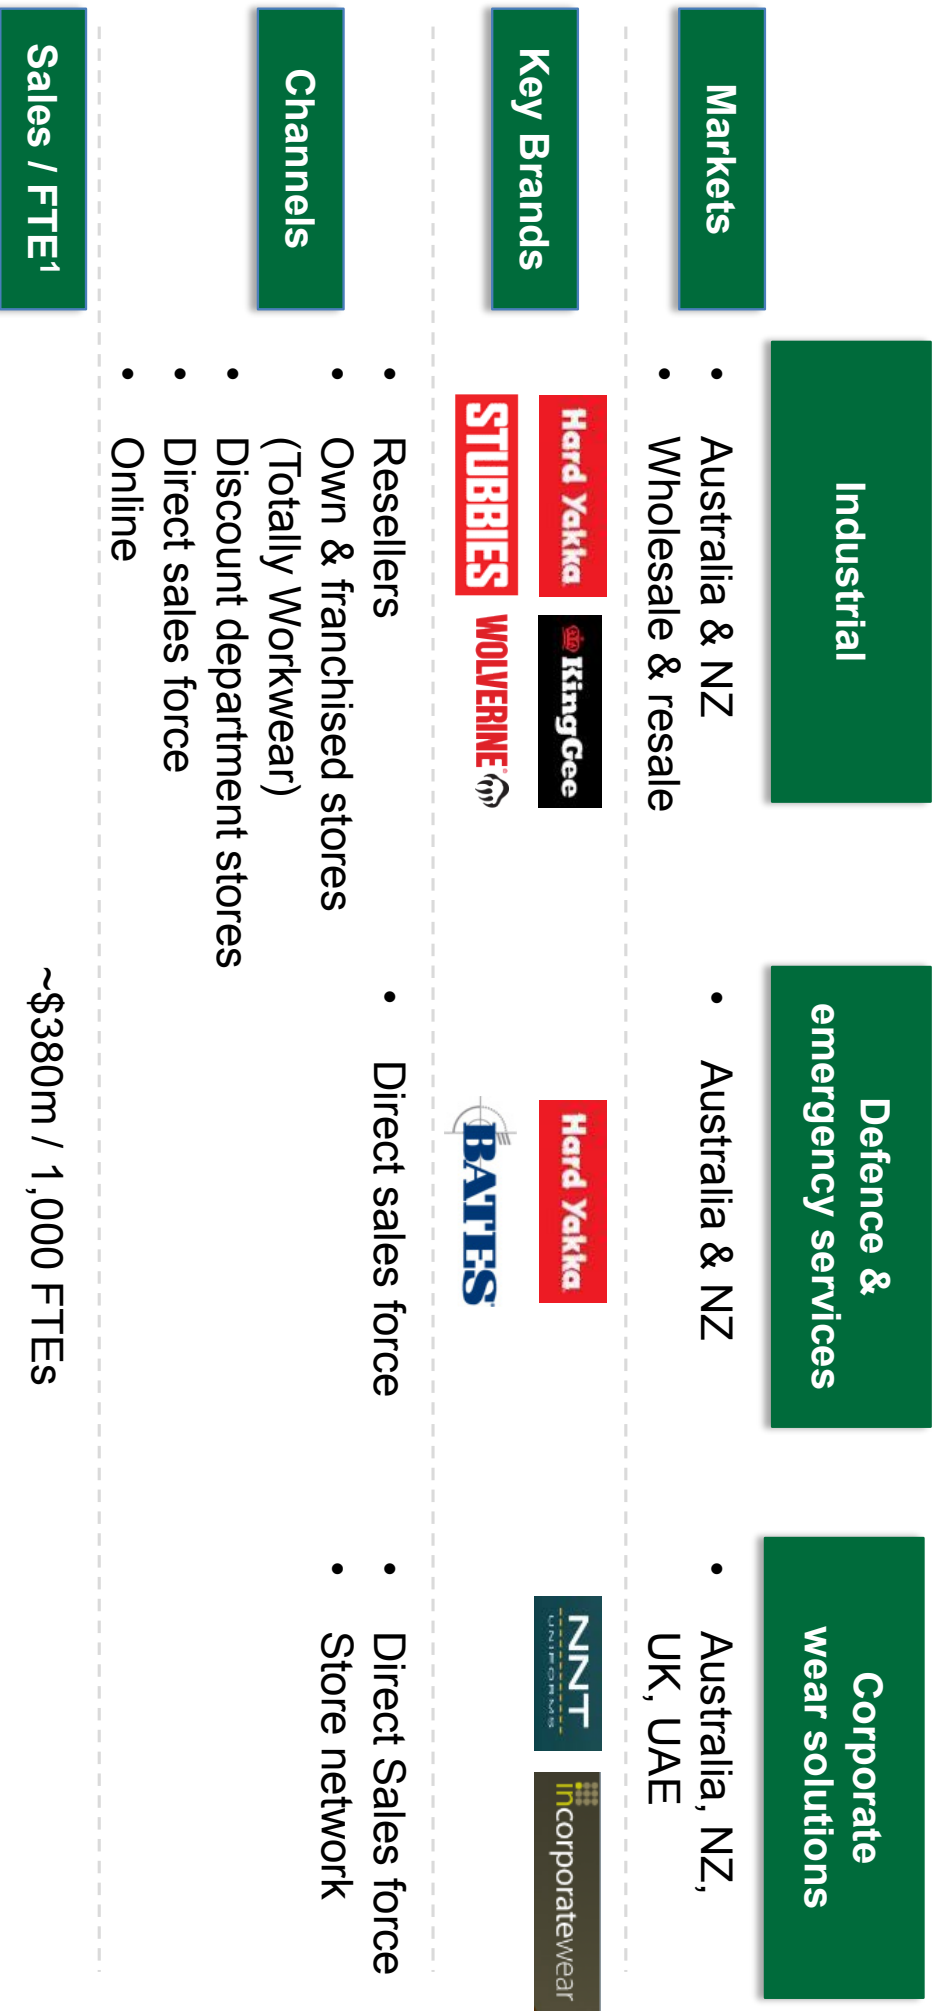 Industrial
Defence &
emergency services
Corporate
wear solutions
Markets
• Australia & NZ
• Wholesale & resale
• Australia & NZ
• Australia, NZ,
UK, UAE
Key Brands
Hard Yakka
KingGee
STUBBIES
WOLVERINE®
Hard Yakka
BATES
NNT
UNIFORMS
incorporatewear
Channels
• Resellers
• Own & franchised stores
(Totally Workwear)
• Discount department stores
• Direct sales force
• Online
• Direct sales force
• Direct Sales force
• Store network
Sales / FTE¹
~$380m / 1,000 FTEs